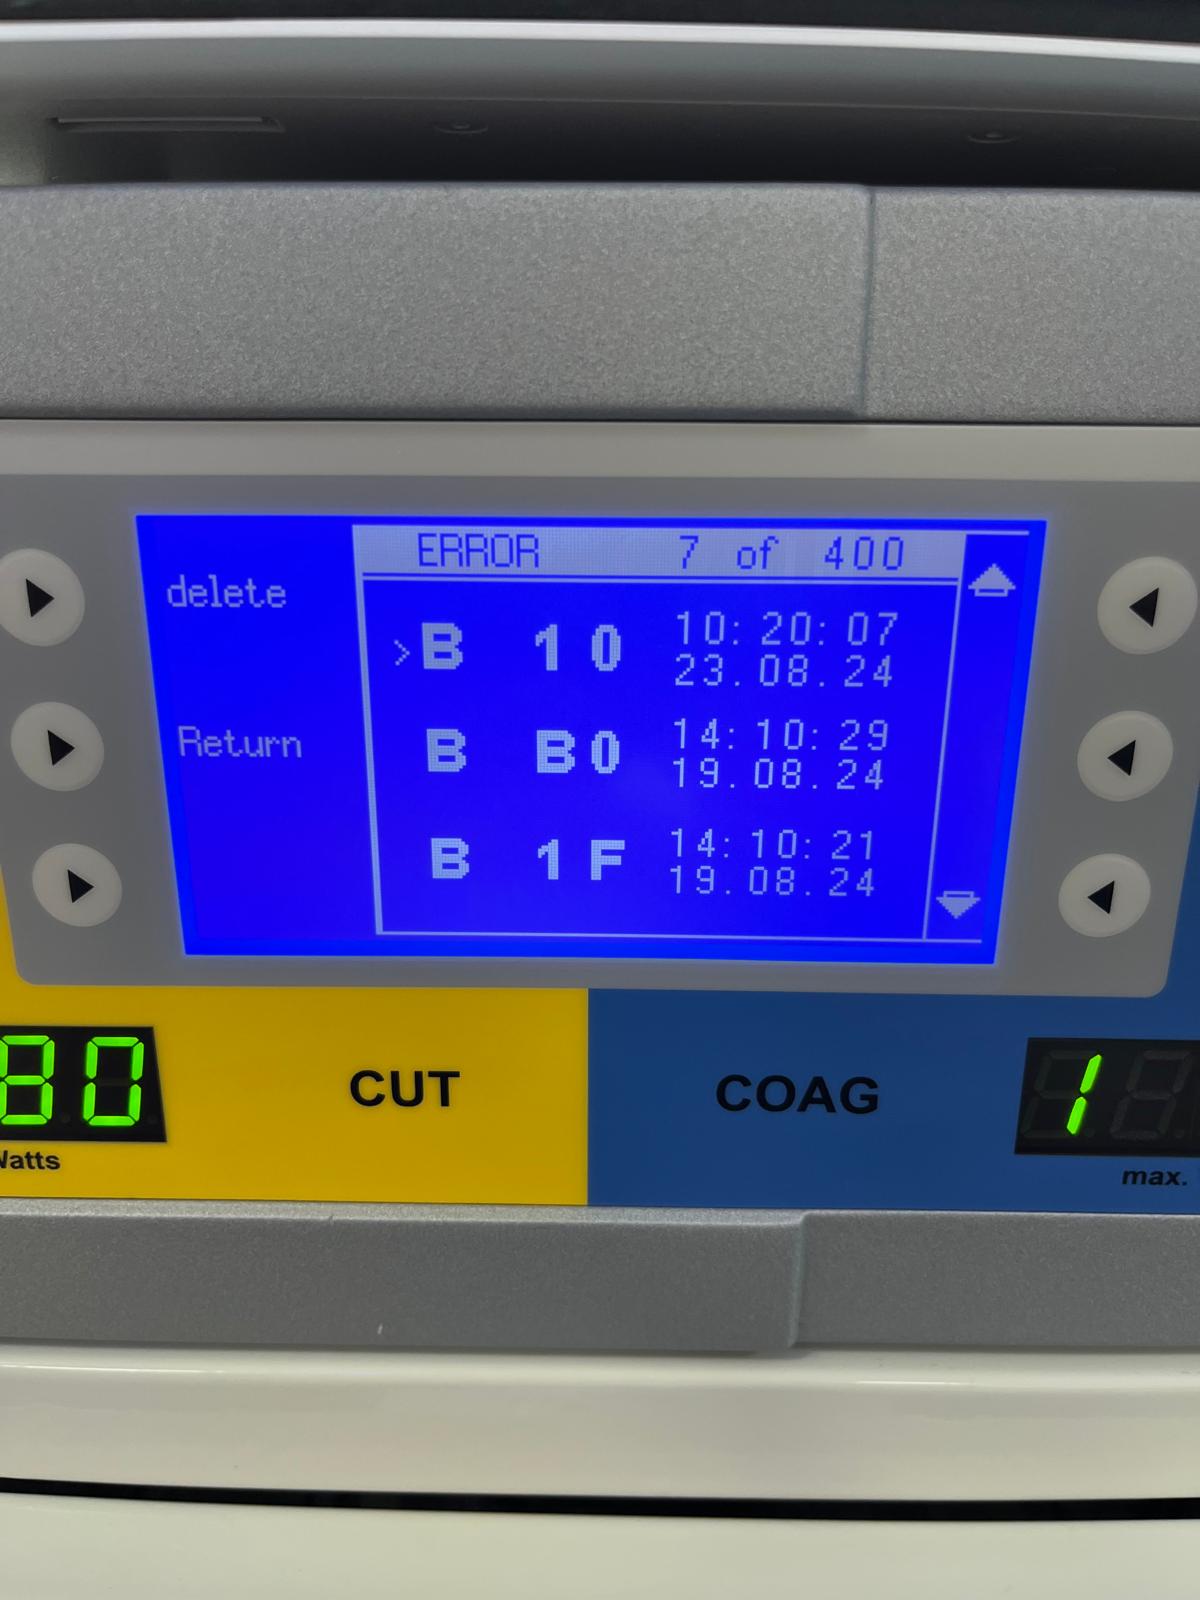 ERROR 7 of 400
delete
>B 10 10:20:07
23.08.24
Return
B B0 14:10:29
19.08.24
B 1F 14:10:21
19.08.24
80
CUT
COAG
1
Watts
max.